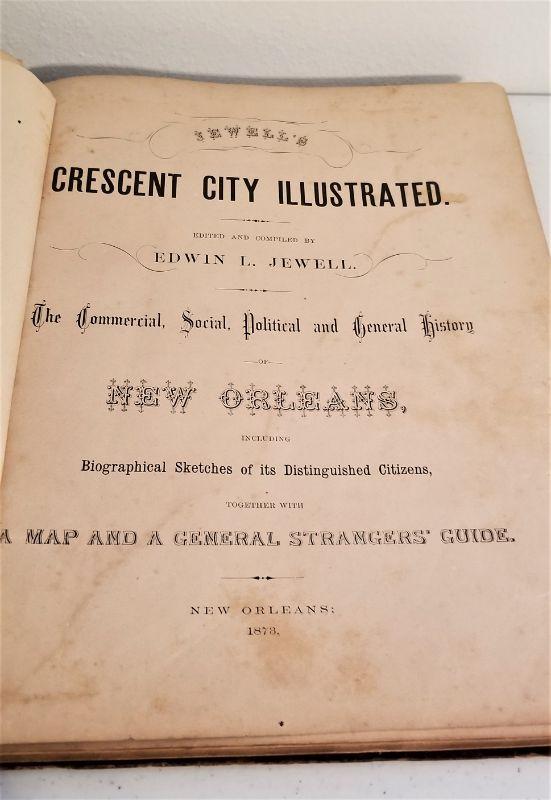 JEWELL'S
CRESCENT CITY ILLUSTRATED.
EDITED AND COMPILED BY
EDWIN L. JEWELL.
The Commercial, Social, Political and General History
OF
NEW ORLEANS,
INCLUDING
Biographical Sketches of its Distinguished Citizens,
TOGETHER WITH
A MAP AND A GENERAL STRANGERS' GUIDE.
NEW ORLEANS:
1873.